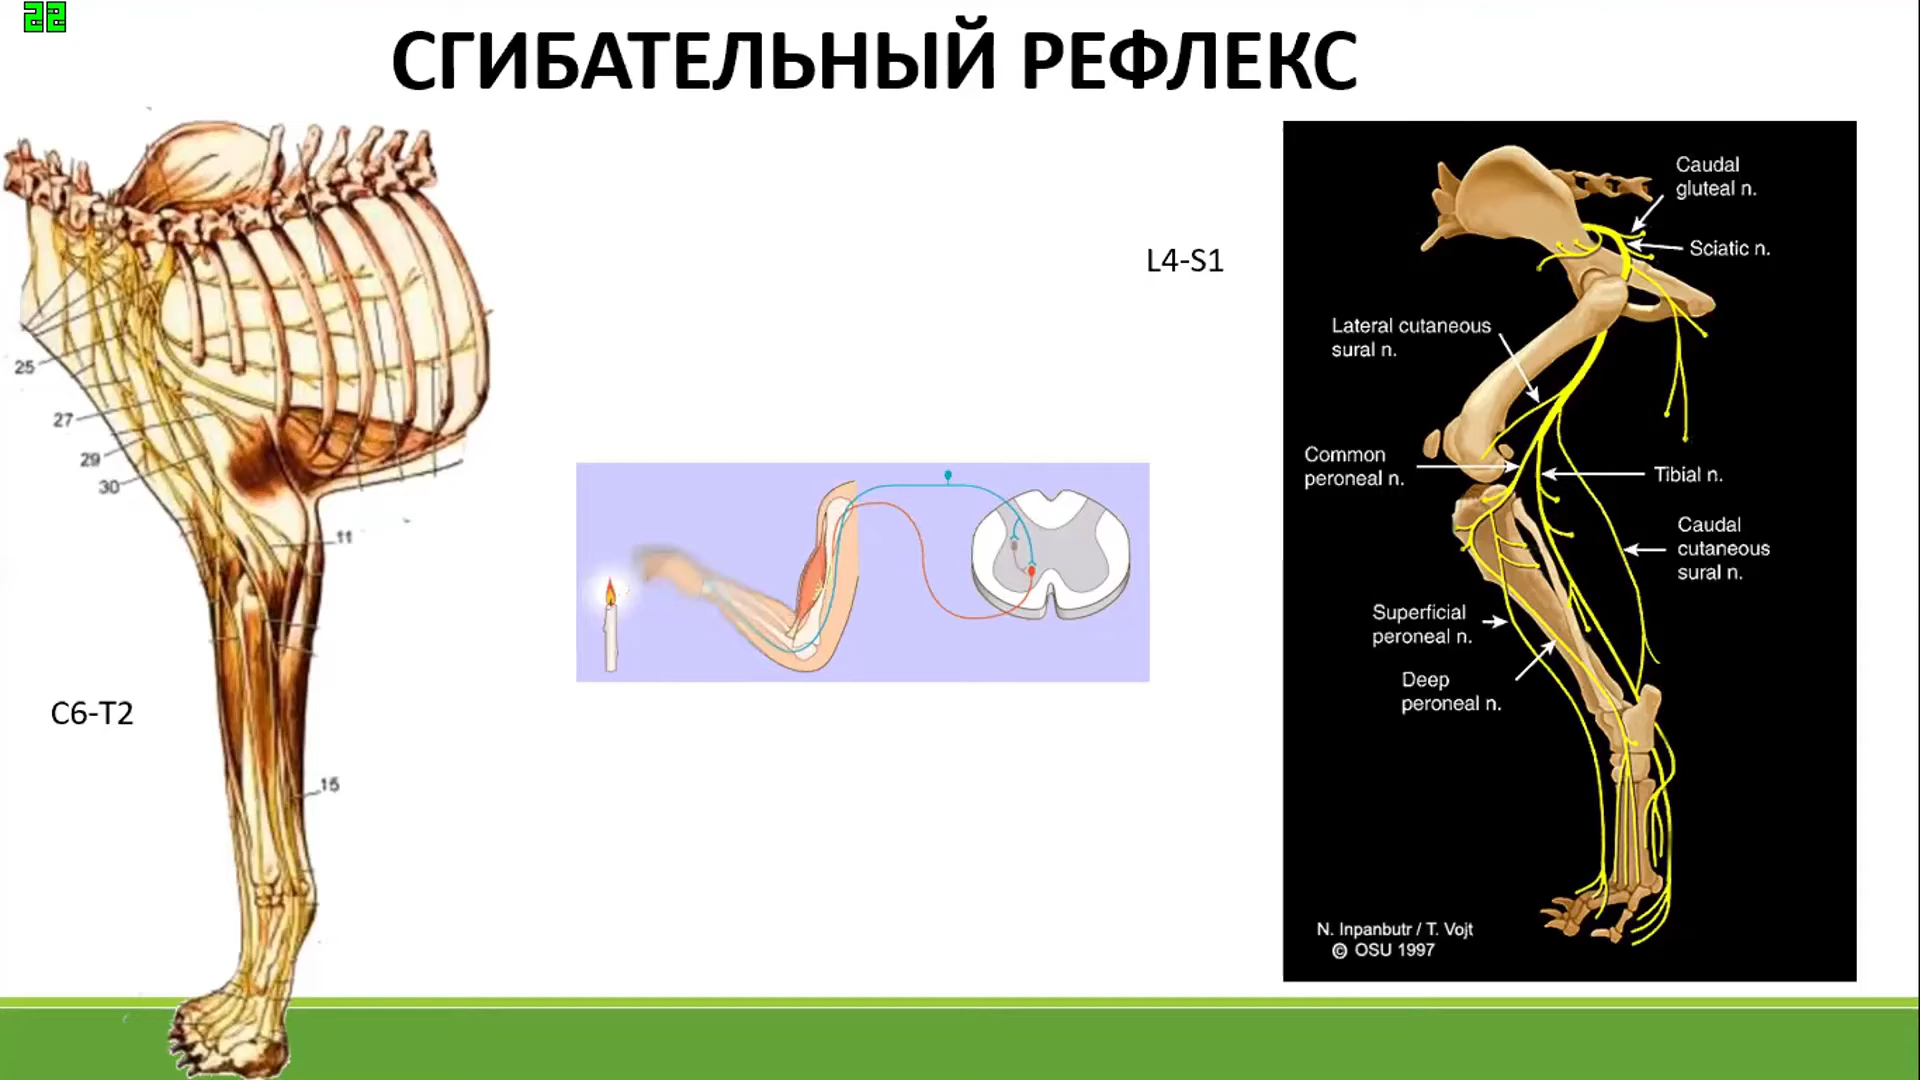 22
СГИБАТЕЛЬНЫЙ РЕФЛЕКС
25
27
29
30
11
15
C6-T2
L4-S1
Caudal
gluteal n.
Sciatic n.
Lateral cutaneous
sural n.
Common
peroneal n.
Tibial n.
Caudal
cutaneous
sural n.
Superficial
peroneal n.
Deep
peroneal n.
N. Inpanbutr / T. Vojt
© OSU 1997